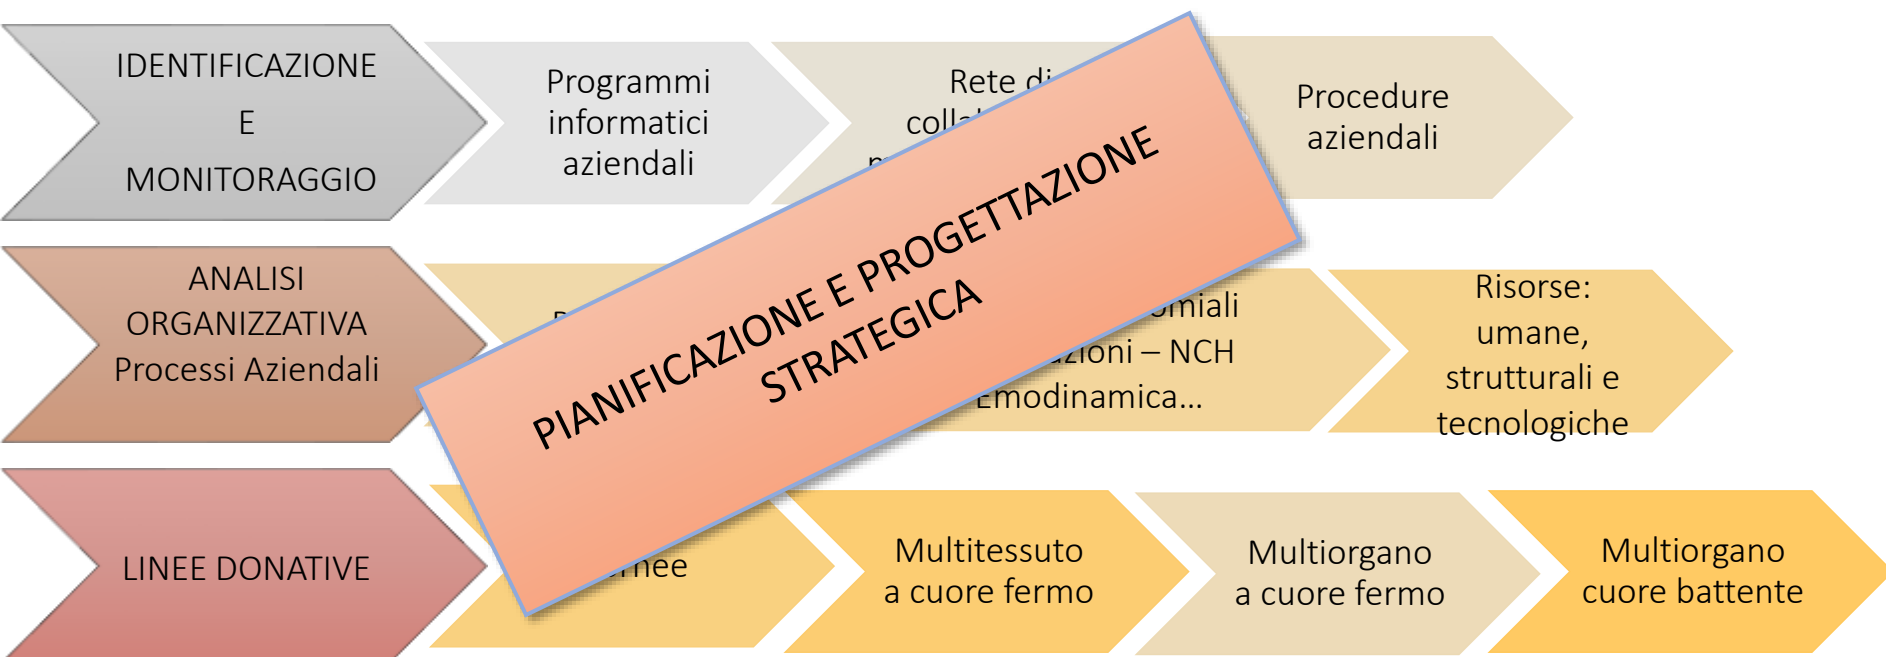 IDENTIFICAZIONE
E
MONITORAGGIO
Programmi
informatici
aziendali
Rete di
Procedure
aziendali
PIANIFICAZIONE E PROGETTAZIONE
STRATEGICA
ANALISI
ORGANIZZATIVA
Processi Aziendali
– NCH
Emodinamica...
Risorse:
umane,
strutturali e
tecnologiche
LINEE DONATIVE
Multitessuto
a cuore fermo
Multiorgano
a cuore fermo
Multiorgano
cuore battente